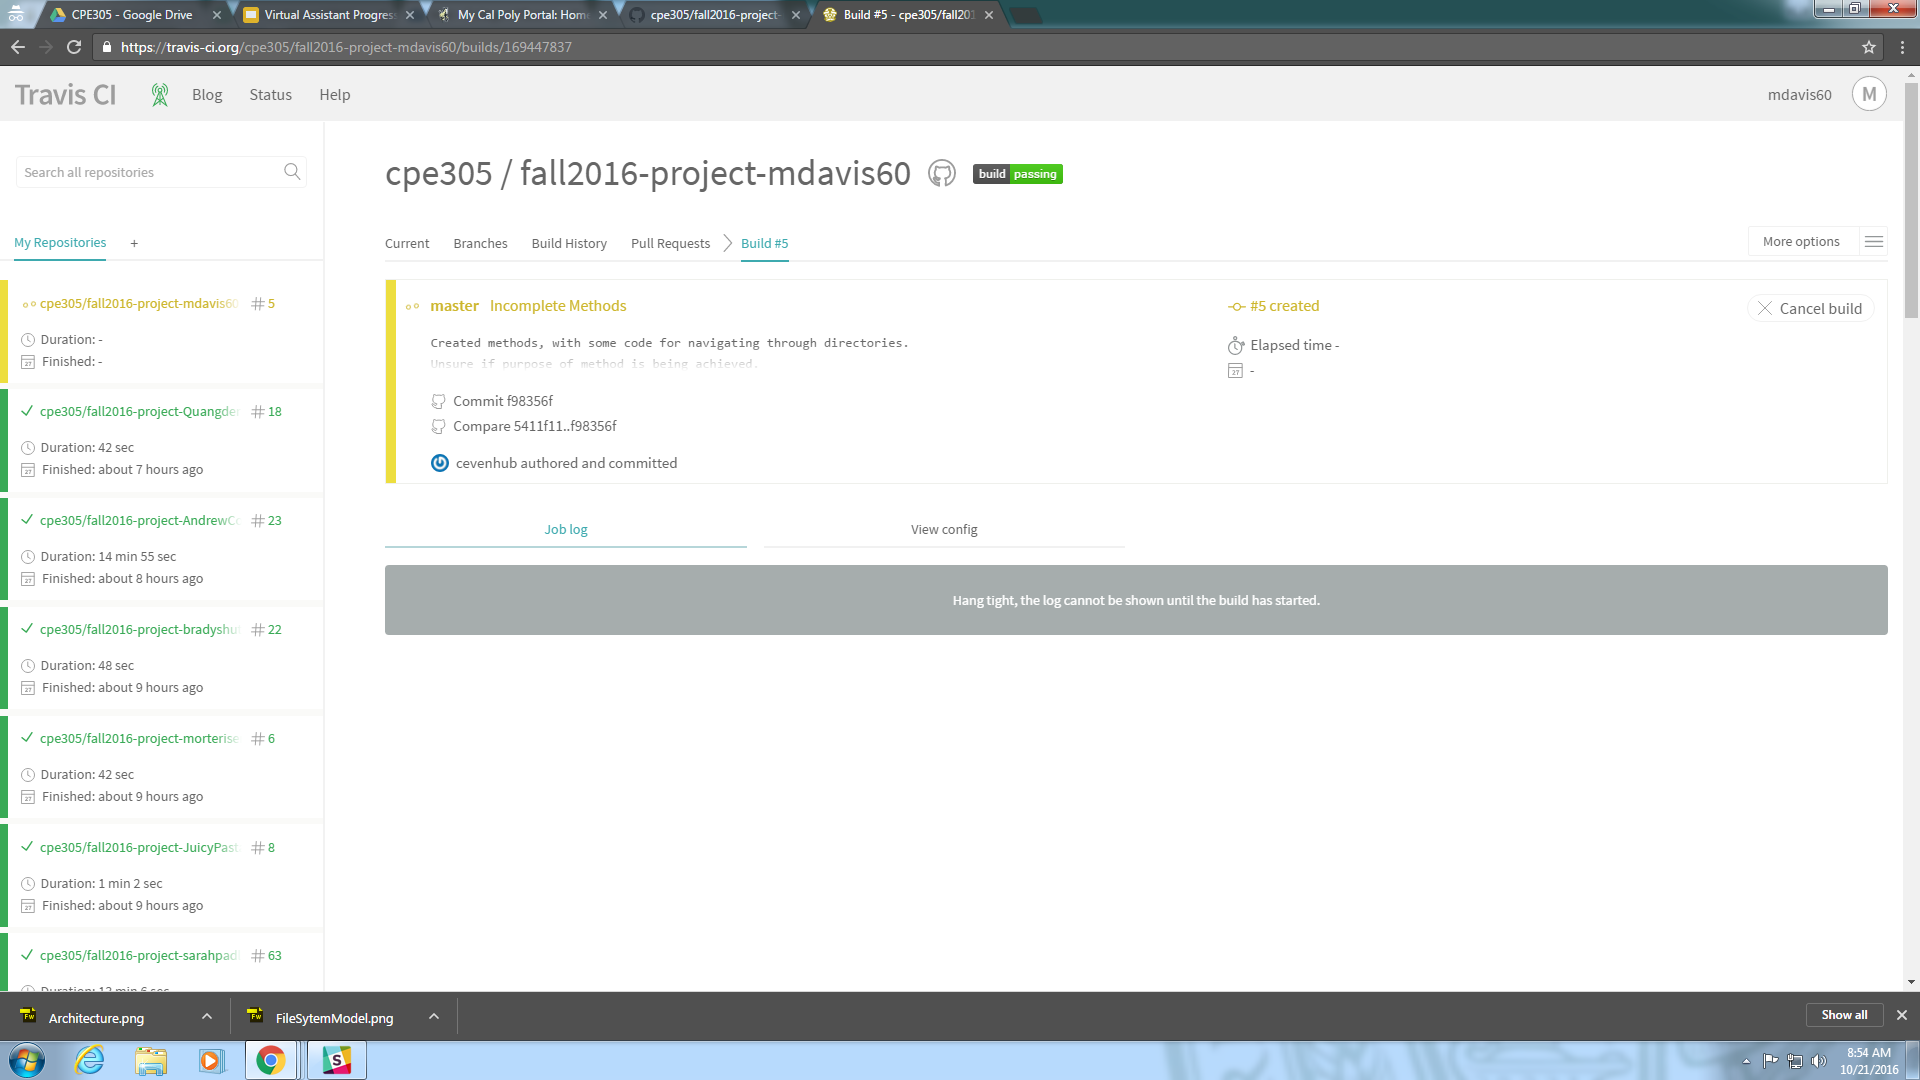 CPE305 - Google Drive
Virtual Assistant Progres
My Cal Poly Portal: Hom
cpe305/fall2016-project-
Build #5 - cpe305/fall201
https://travis-ci.org/cpe305/fall2016-project-mdavis60/builds/169447837
Travis CI
Blog
Status
Help
mdavis60
M
Search all repositories
My Repositories
+
cpe305/fall2016-project-mdavis60
# 5
Duration: -
Finished: -
cpe305/fall2016-project-Quangde
# 18
Duration: 42 sec
Finished: about 7 hours ago
cpe305/fall2016-project-AndrewCo
# 23
Duration: 14 min 55 sec
Finished: about 8 hours ago
cpe305/fall2016-project-bradyshu
# 22
Duration: 48 sec
Finished: about 9 hours ago
cpe305/fall2016-project-morterise
# 6
Duration: 42 sec
Finished: about 9 hours ago
cpe305/fall2016-project-JuicyPast
# 8
Duration: 1 min 2 sec
Finished: about 9 hours ago
cpe305/fall2016-project-sarahpad
# 63
Duration: 13 min 6 sec
cpe305 / fall2016-project-mdavis60
build passing
Current
Branches
Build History
Pull Requests
Build #5
More options
master Incomplete Methods
Created methods, with some code for navigating through directories.
Unsure if purpose of method is being achieved.
Commit f98356f
Compare 5411f11..f98356f
cevenhub authored and committed
#5 created
Elapsed time -
-
Cancel build
Job log
View config
Hang tight, the log cannot be shown until the build has started.
Architecture.png
FileSytemModel.png
Show all
8:54 AM
10/21/2016